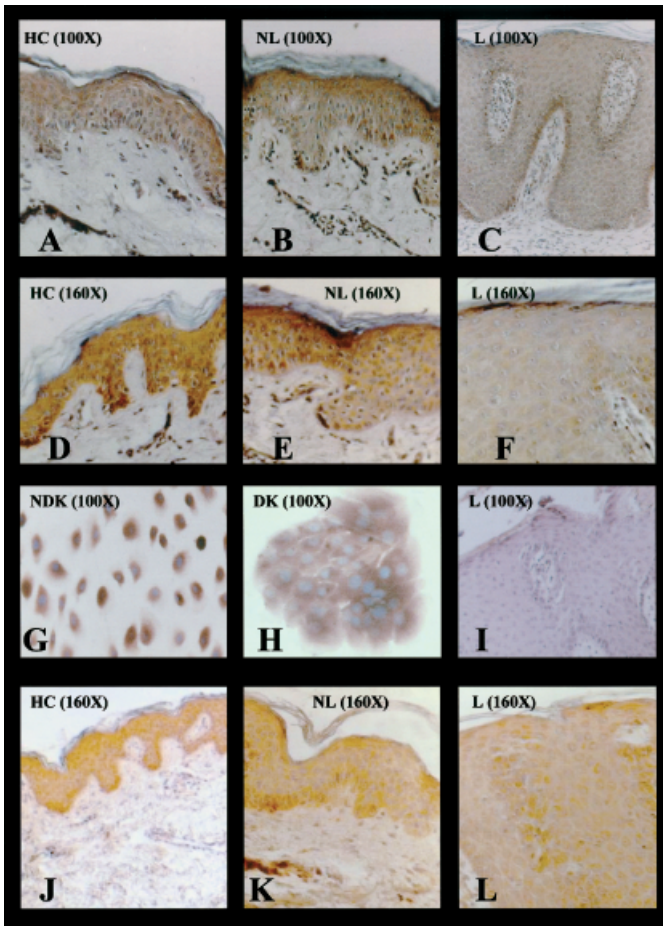 HC (100X)
NL (100X)
L (100X)
A
B
C
HC (160X)
NL (160X)
L (160X)
D
E
F
NDK (100X)
DK (100X)
L (100X)
G
H
I
HC (160X)
NL (160X)
L (160X)
J
K
L